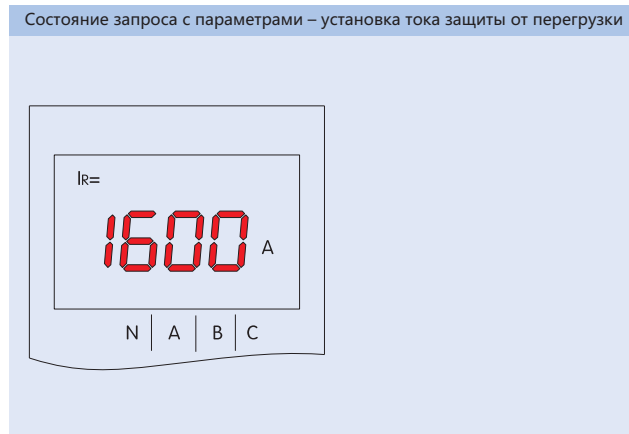 Состояние запроса с параметрами – установка тока защиты от перегрузки
IR=
1600 A
N A B C